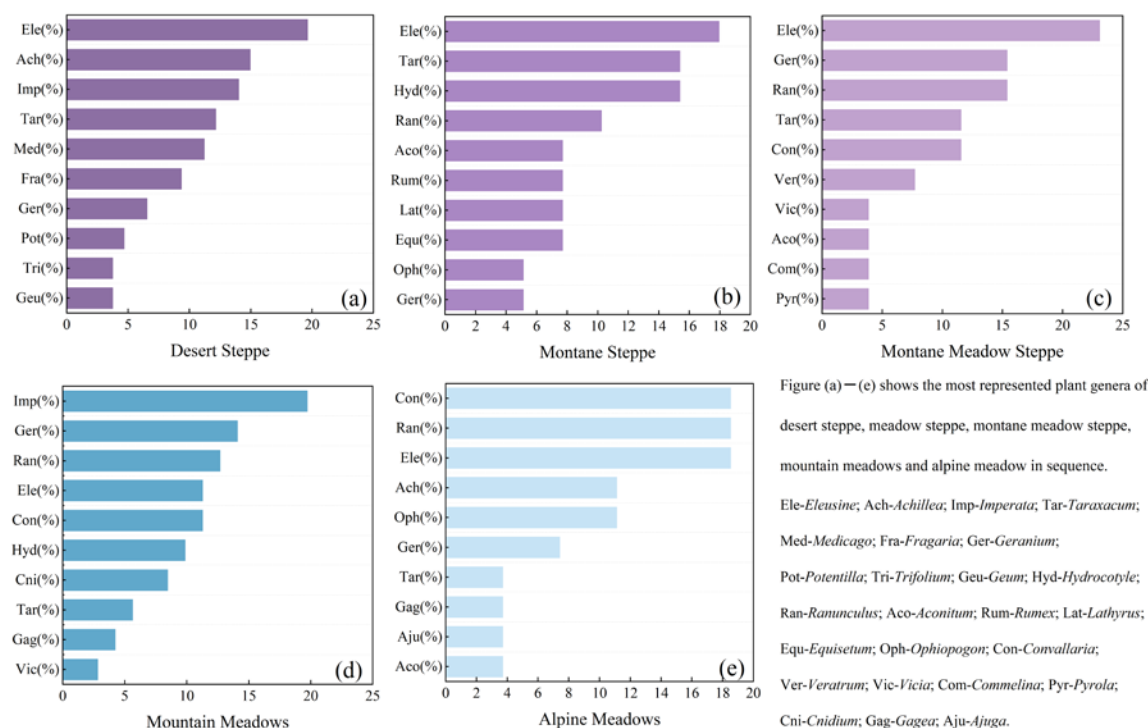 Ele(%)
Ach(%)
Imp(%)
Tar(%)
Med(%)
Fra(%)
Ger(%)
Pot(%)
Tri(%)
Geu(%)
(a)
0 5 10 15 20 25
Desert Steppe
Ele(%)
Tar(%)
Hyd(%)
Ran(%)
Aco(%)
Rum(%)
Lat(%)
Equ(%)
Oph(%)
Ger(%)
(b)
0 2 4 6 8 10 12 14 16 18 20
Montane Steppe
Ele(%)
Ger(%)
Ran(%)
Tar(%)
Con(%)
Ver(%)
Vic(%)
Aco(%)
Com(%)
Pyr(%)
(c)
0 5 10 15 20 25
Montane Meadow Steppe
Imp(%)
Ger(%)
Ran(%)
Ele(%)
Con(%)
Hyd(%)
Cni(%)
Tar(%)
Gag(%)
Vic(%)
(d)
0 5 10 15 20 25
Mountain Meadows
Con(%)
Ran(%)
Ele(%)
Ach(%)
Oph(%)
Ger(%)
Tar(%)
Gag(%)
Aju(%)
Aco(%)
(e)
0 2 4 6 8 10 12 14 16 18 20
Alpine Meadows
Figure (a)－(e) shows the most represented plant genera of
desert steppe, meadow steppe, montane meadow steppe,
mountain meadows and alpine meadow in sequence.
Ele-Eleusine; Ach-Achillea; Imp-Imperata; Tar-Taraxacum;
Med-Medicago; Fra-Fragaria; Ger-Geranium;
Pot-Potentilla; Tri-Trifolium; Geu-Geum; Hyd-Hydrocotyle;
Ran-Ranunculus; Aco-Aconitum; Rum-Rumex; Lat-Lathyrus;
Equ-Equisetum; Oph-Ophiopogon; Con-Convallaria;
Ver-Veratrum; Vic-Vicia; Com-Commelina; Pyr-Pyrola;
Cni-Cnidium; Gag-Gagea; Aju-Ajuga.